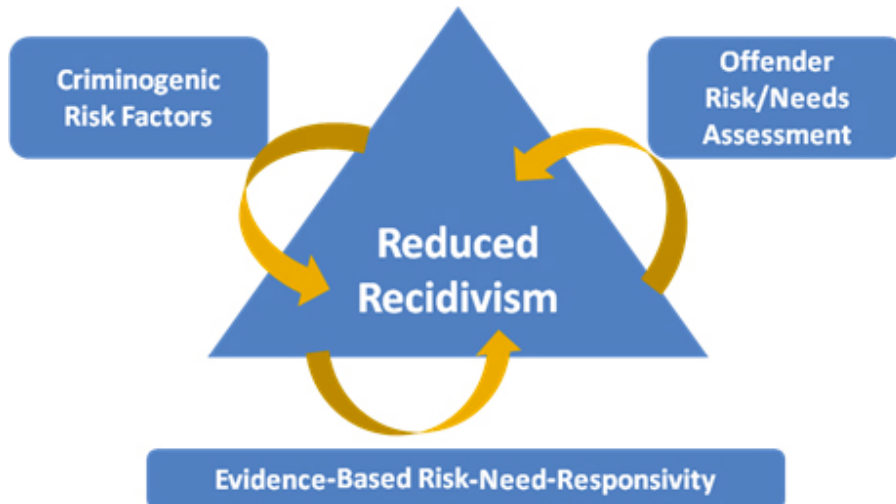 Criminogenic
Risk Factors
Offender
Risk/Needs
Assessment
Reduced
Recidivism
Evidence-Based Risk-Need-Responsivity